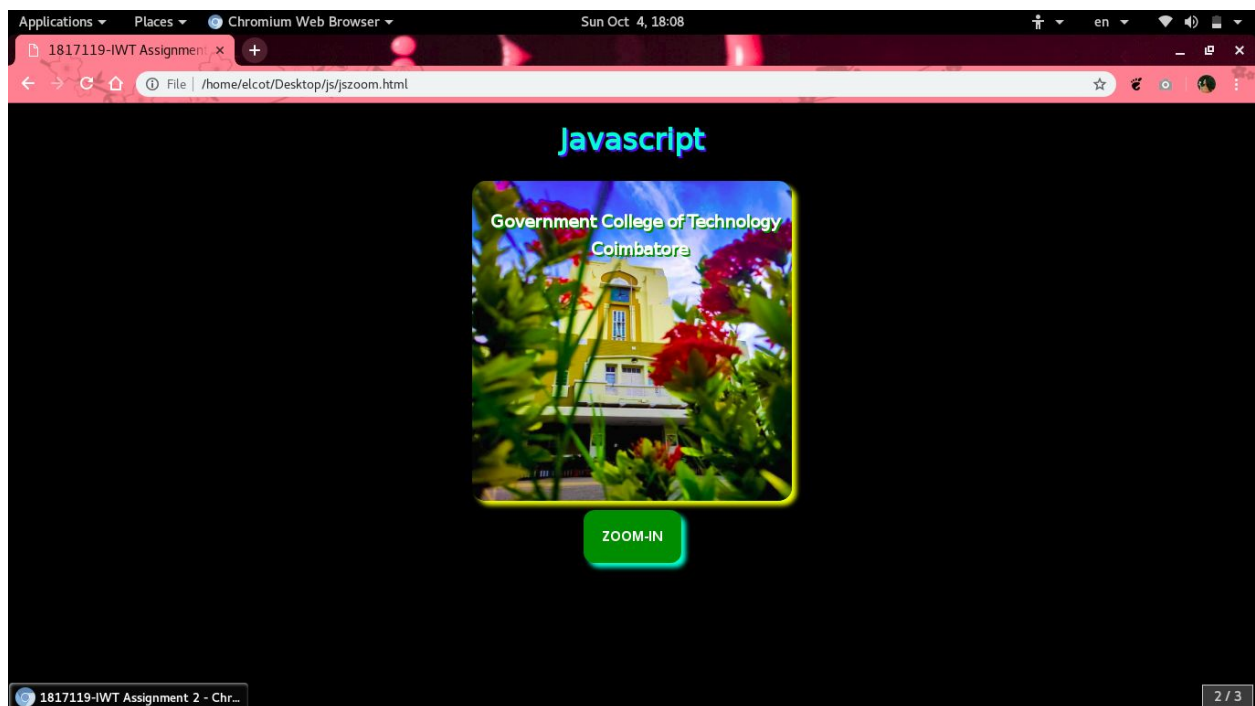 Applications Places Chromium Web Browser Sun Oct 4, 18:08 en
1817119-IWT Assignment
File /home/elcot/Desktop/js/jszoom.html
Javascript
Government College of Technology
Coimbatore
ZOOM-IN
1817119-IWT Assignment 2 - Chr... 2 / 3